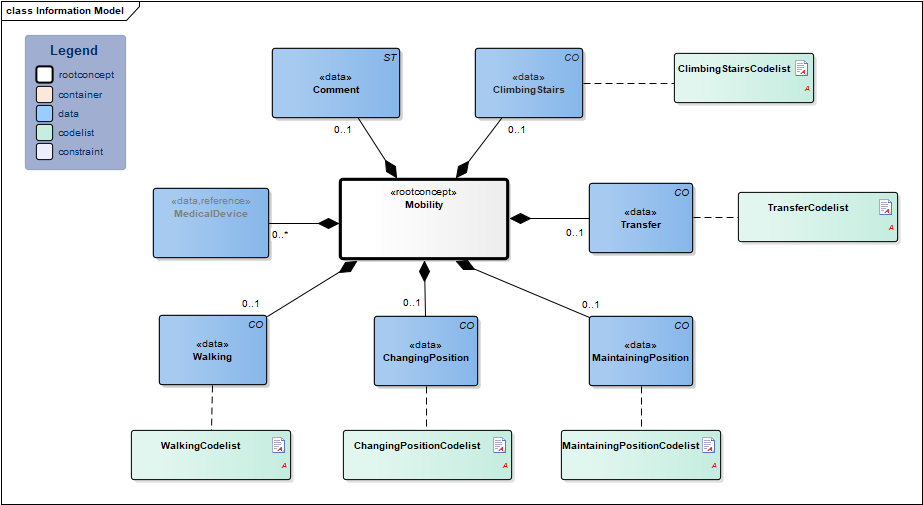 class Information Model
Legend
rootconcept
container
data
codelist
constraint
ST
«data»
Comment
0..1
CO
«data»
ClimbingStairs
0..1
ClimbingStairsCodelist
A
«data,reference»
MedicalDevice
0..*
«rootconcept»
Mobility
CO
«data»
Transfer
0..1
TransferCodelist
A
0..1
CO
«data»
Walking
0..1
CO
«data»
ChangingPosition
0..1
CO
«data»
MaintainingPosition
WalkingCodelist
A
ChangingPositionCodelist
A
MaintainingPositionCodelist
A